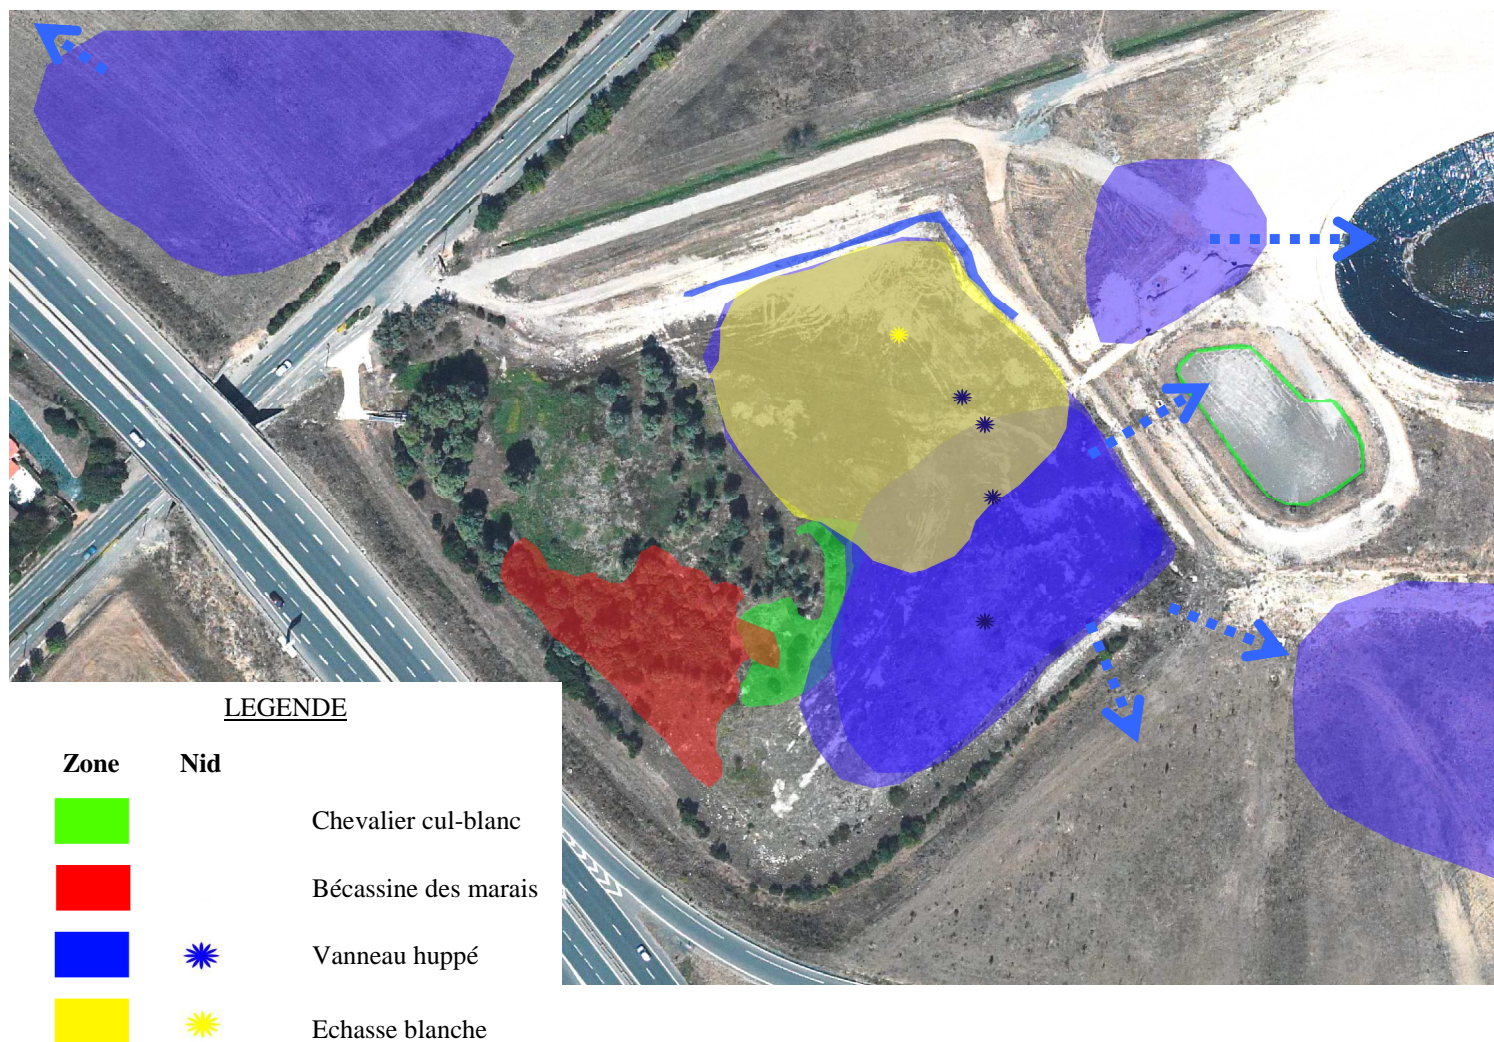 LEGENDE
Zone Nid
Chevalier cul-blanc
Bécassine des marais
Vanneau huppé
Echasse blanche